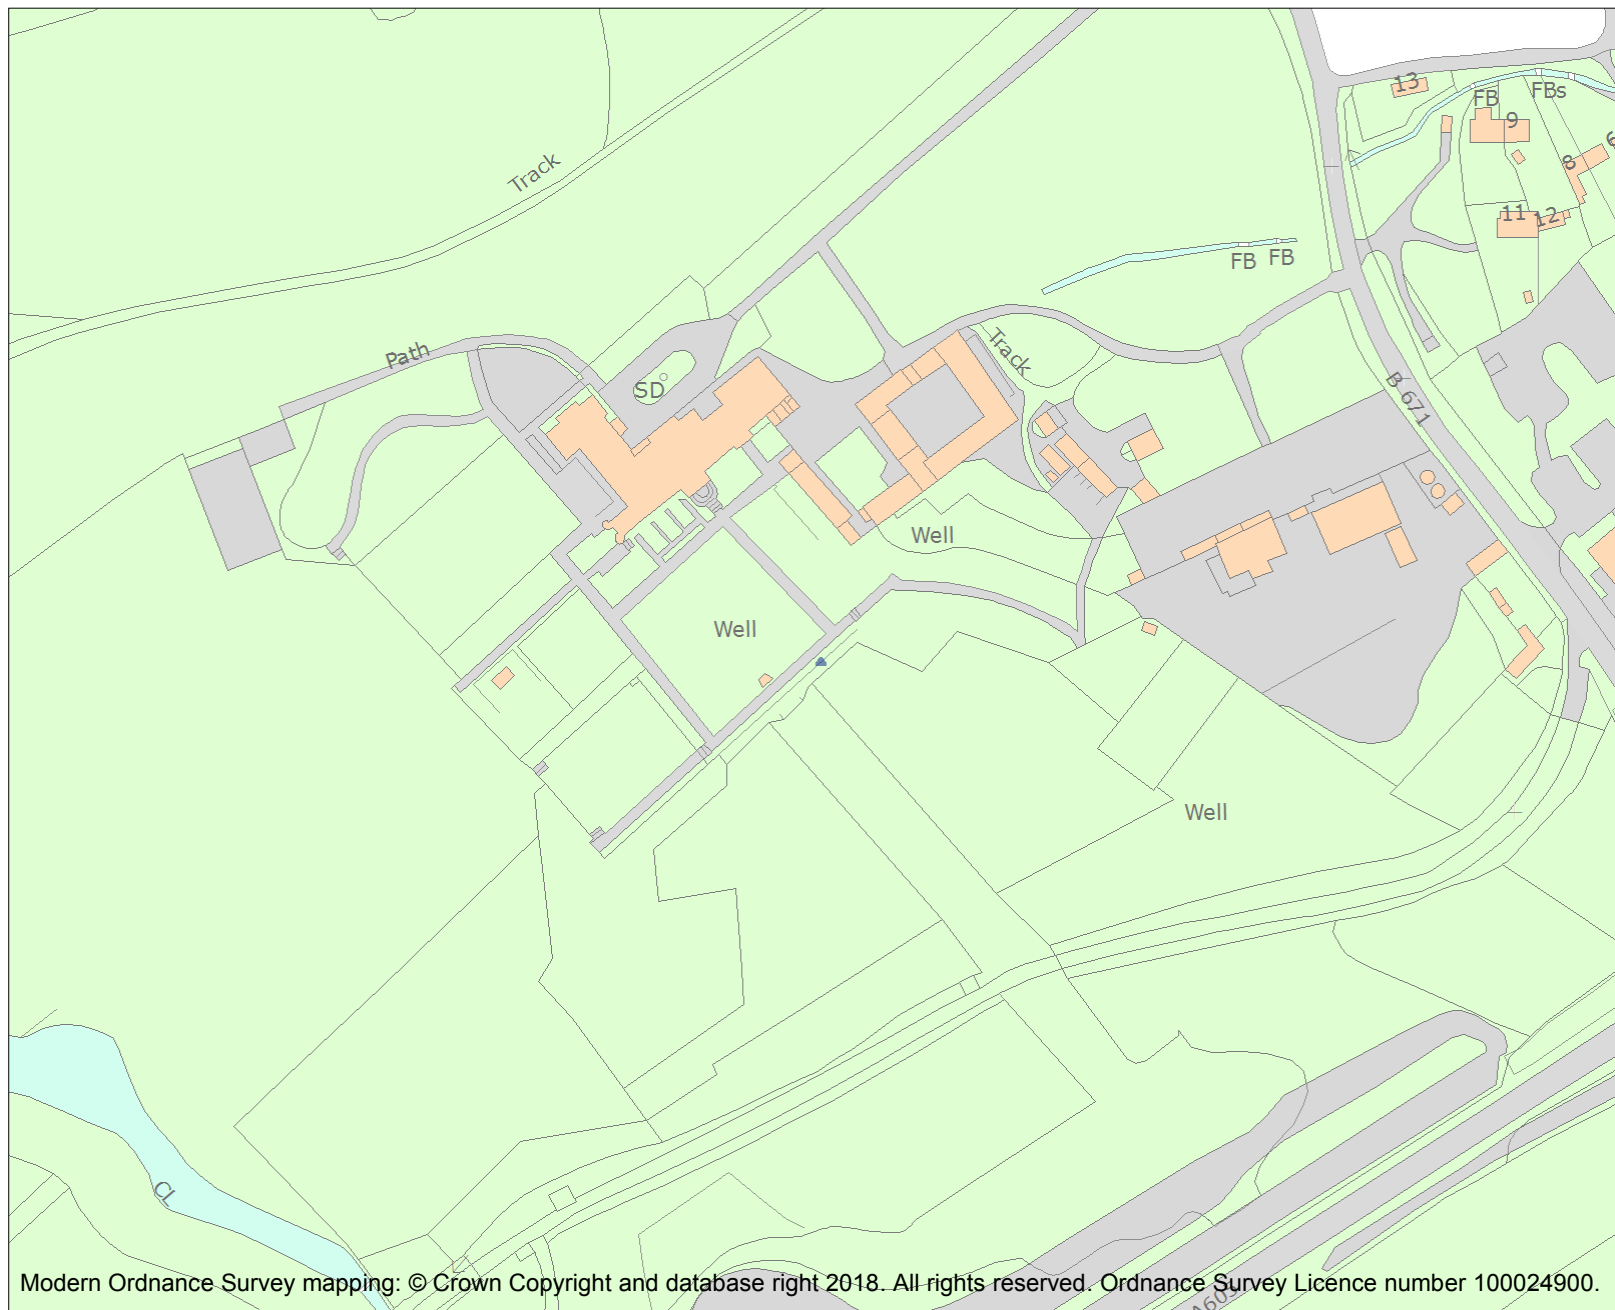 13
FB
FBs
9
6
8
Track
11
12
FB
FB
Track
Path
SD
B 671
Well
Well
Well
CL
Modern Ordnance Survey mapping: © Crown Copyright and database right 2018. All rights reserved. Ordnance Survey Licence number 100024900.